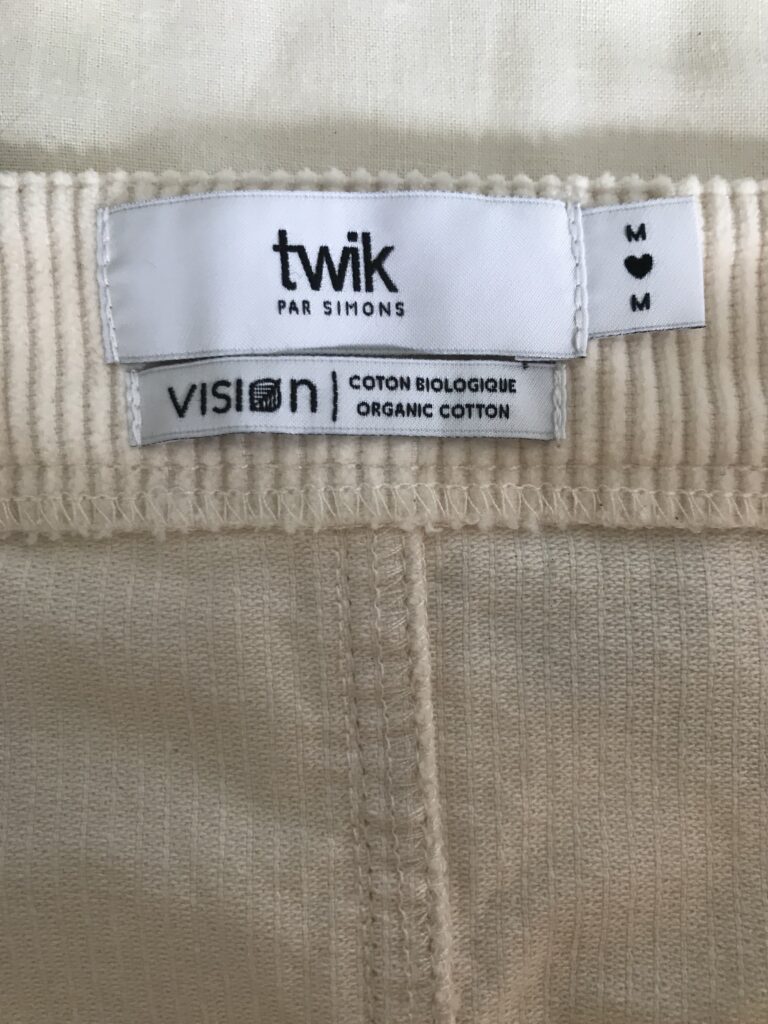 twik
PAR SIMONS
M
♥
M
VISION | COTON BIOLOGIQUE
ORGANIC COTTON